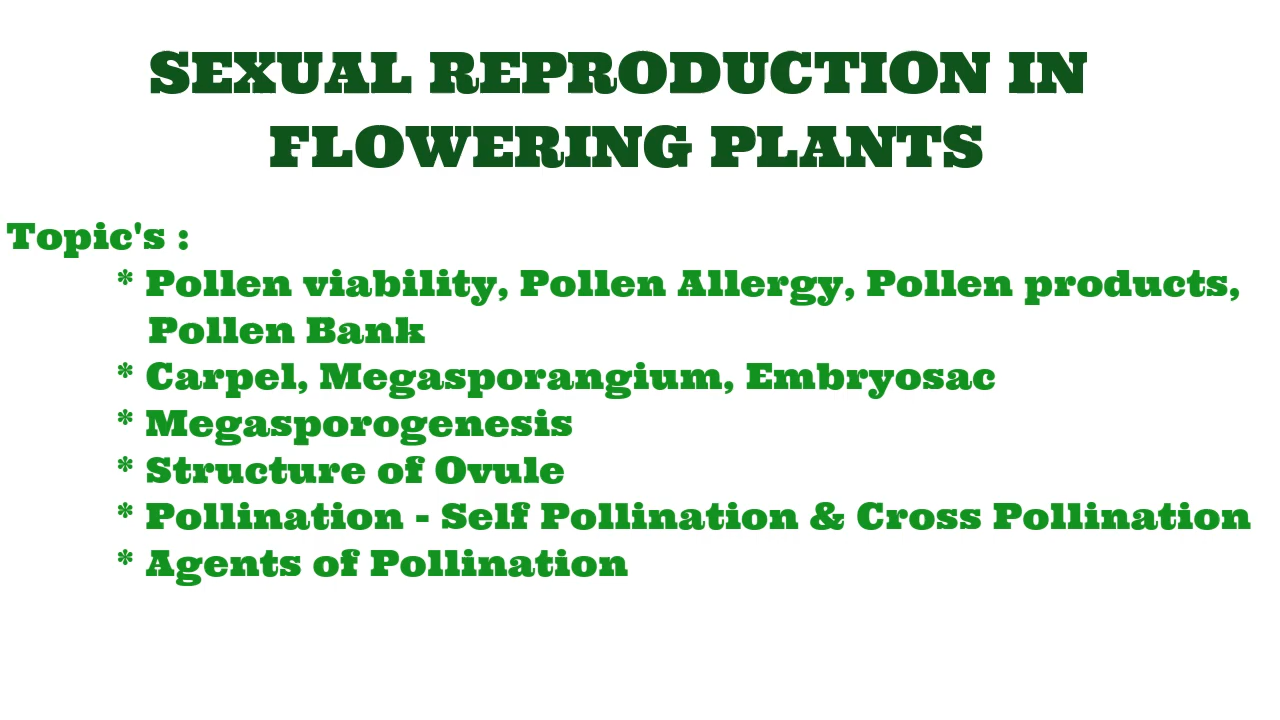 SEXUAL REPRODUCTION IN
FLOWERING PLANTS
Topic's :
* Pollen viability, Pollen Allergy, Pollen products,
Pollen Bank
* Carpel, Megasporangium, Embryosac
* Megasporogenesis
* Structure of Ovule
* Pollination - Self Pollination & Cross Pollination
* Agents of Pollination